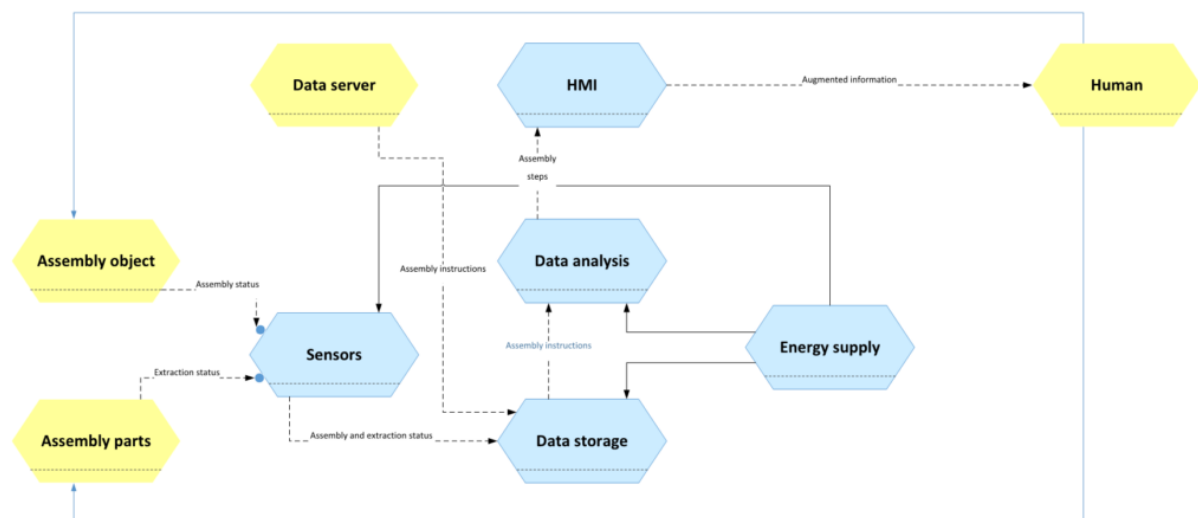 Data server
HMI
Augmented information
Human
Assembly
steps
Assembly object
Data analysis
Assembly instructions
Assembly status
Sensors
Assembly instructions
Energy supply
Extraction status
Assembly parts
Assembly and extraction status
Data storage